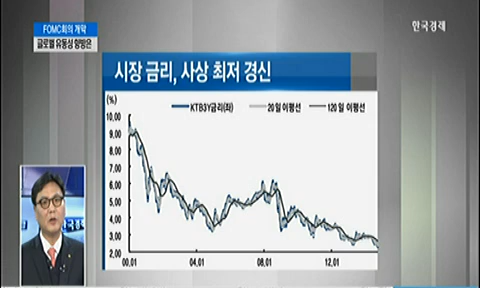 FOMC회의 개막
글로벌 유동성 향방은
한국경제
시장 금리, 사상 최저 경신
(%)
KTB3Y금리(좌)
20일 이평선
120일 이평선
10.00
9.00
8.00
7.00
6.00
5.00
4.00
3.00
2.00
00.01
04.01
08.01
12.01
한국경